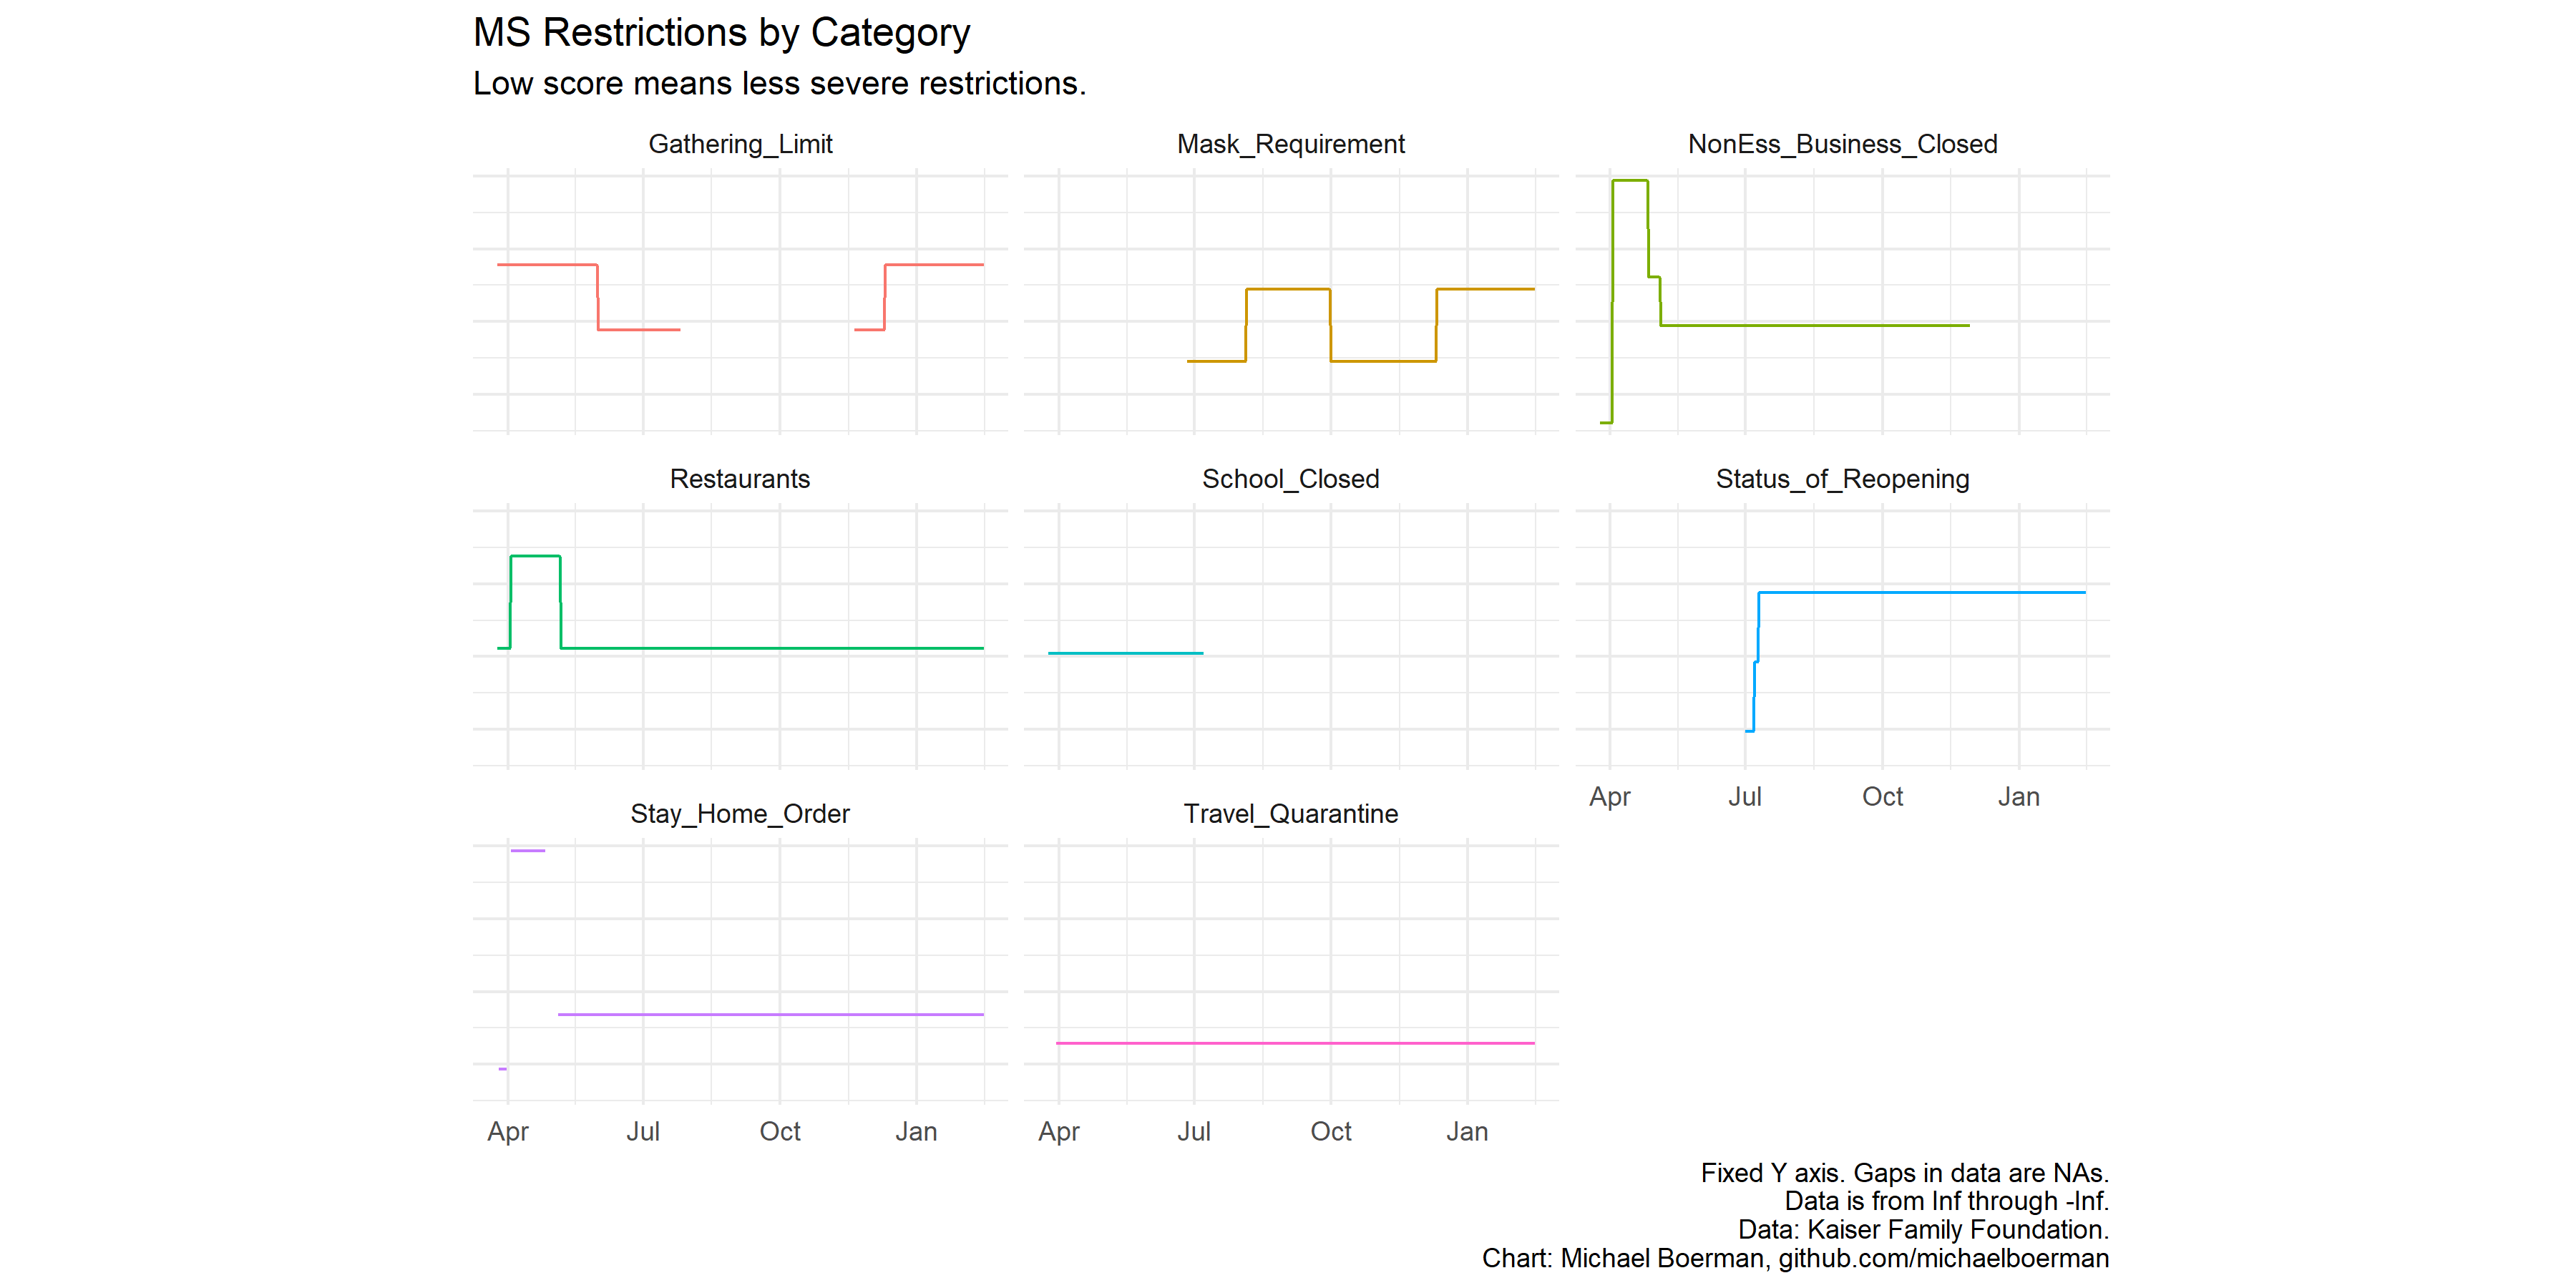 MS Restrictions by Category
Low score means less severe restrictions.
Gathering_Limit
Mask_Requirement
NonEss_Business_Closed
Restaurants
School_Closed
Status_of_Reopening
Apr Jul Oct Jan
Stay_Home_Order
Travel_Quarantine
Apr Jul Oct Jan
Apr Jul Oct Jan
Fixed Y axis. Gaps in data are NAs.
Data is from Inf through -Inf.
Data: Kaiser Family Foundation.
Chart: Michael Boerman, github.com/michaelboerman